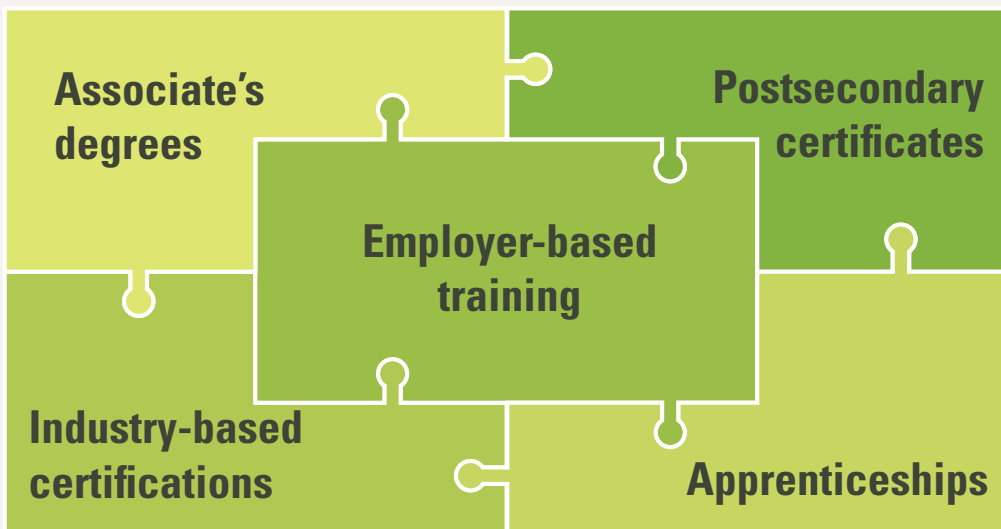 Associate’s
degrees
Postsecondary
certificates
Employer-based
training
Industry-based
certifications
Apprenticeships